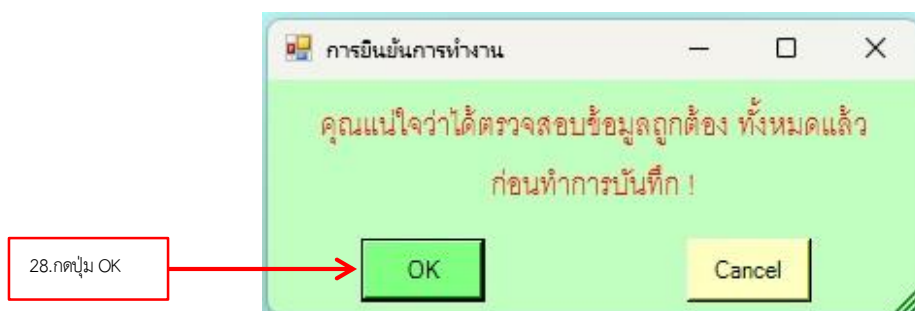 การยืนยันการทำงาน
คุณแน่ใจว่าได้ตรวจสอบข้อมูลถูกต้อง ทั้งหมดแล้ว
ก่อนทำการบันทึก !
28.กดปุ่ม OK
OK
Cancel